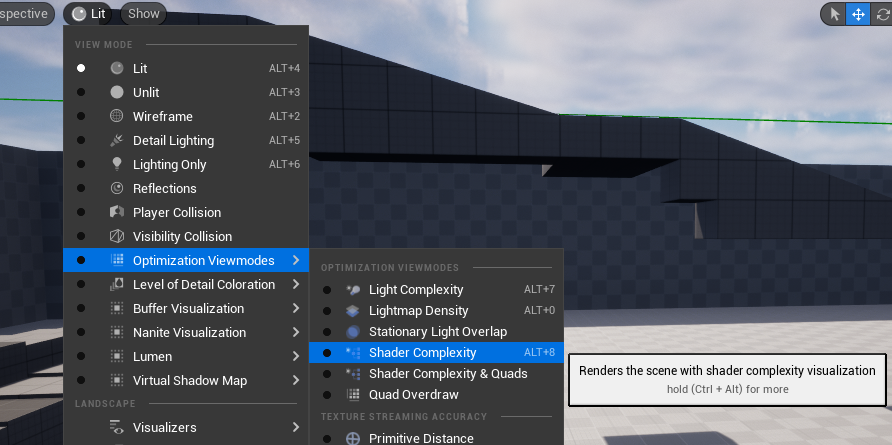 spective
Lit
Show
VIEW MODE
Lit ALT+4
Unlit ALT+3
Wireframe ALT+2
Detail Lighting ALT+5
Lighting Only ALT+6
Reflections
Player Collision
Visibility Collision
Optimization Viewmodes
Level of Detail Coloration
Buffer Visualization
Nanite Visualization
Lumen
Virtual Shadow Map
LANDSCAPE
Visualizers
OPTIMIZATION VIEWMODES
Light Complexity ALT+7
Lightmap Density ALT+0
Stationary Light Overlap
Shader Complexity ALT+8
Shader Complexity & Quads
Quad Overdraw
TEXTURE STREAMING ACCURACY
Primitive Distance
Renders the scene with shader complexity visualization
hold (Ctrl + Alt) for more